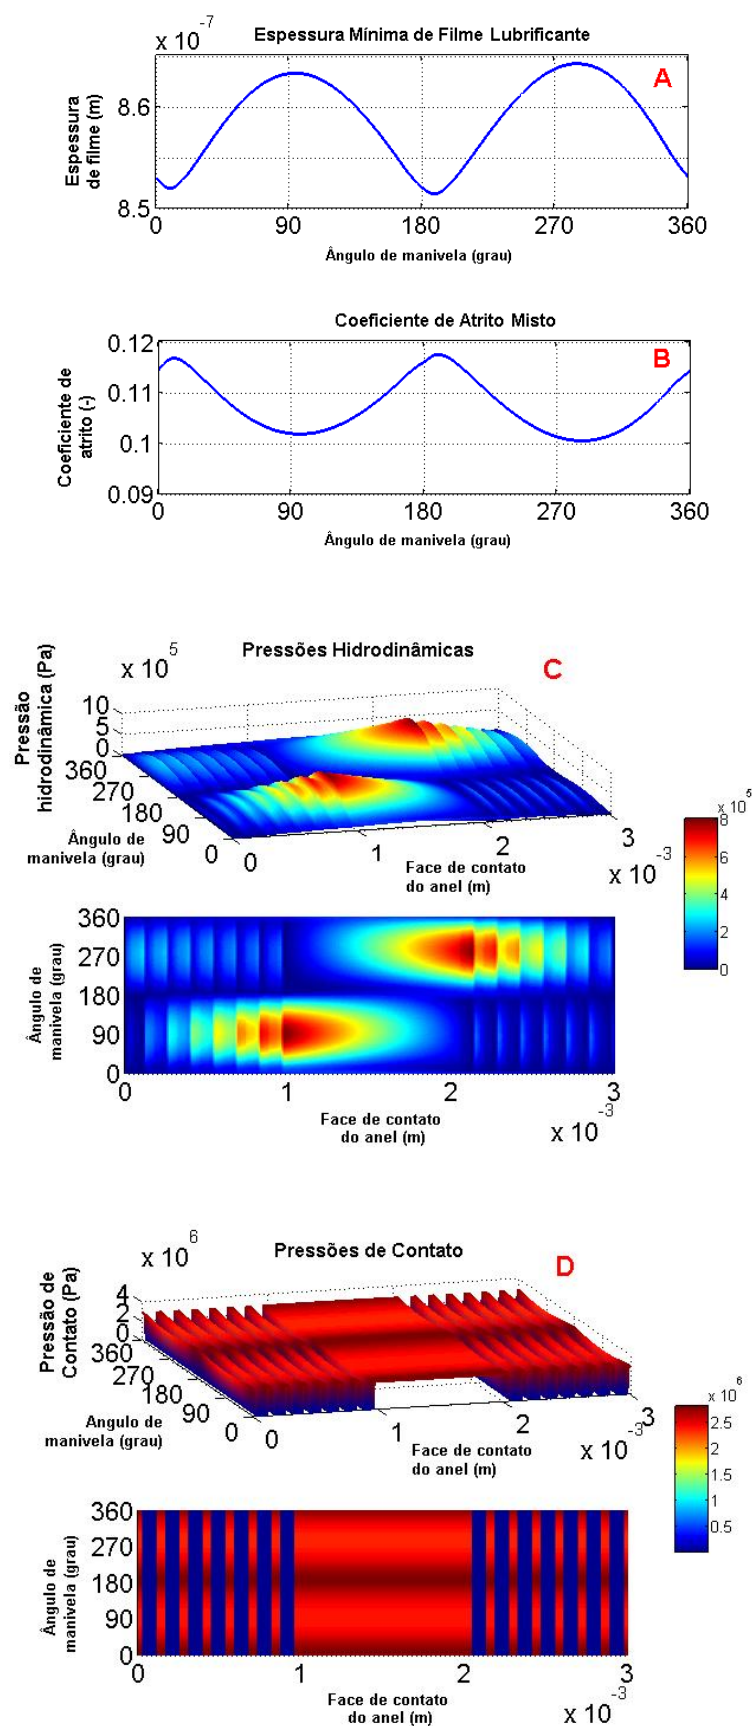 x 10-7
Espessura Mínima de Filme Lubrificante
A
Espessura
de filme (m)
8.6
8.5
0 90 180 270 360
Ângulo de manivela (grau)
Coeficiente de Atrito Misto
B
Coeficiente de
atrito (-)
0.12
0.11
0.1
0.09
0 90 180 270 360
Ângulo de manivela (grau)
x 10 5
Pressões Hidrodinâmicas
C
Pressão
hidrodinâmica (Pa)
10
5
0
360
270
180
90
0
Ângulo de
manivela (grau)
0 1 2 3
x 10 -3
Face de contato
do anel (m)
x 10 5
8
6
4
2
0
Ângulo de
manivela (grau)
360
270
180
90
0
0 1 2 3
x 10 -3
Face de contato
do anel (m)
x 10 6
Pressões de Contato
D
Pressão de
Contato (Pa)
4
2
0
360
270
180
90
0
Angulo de
manivela (grau)
0 1 2 3
x 10 -3
Face de contato
do anel (m)
x 10 6
2.5
2
1.5
1
0.5
Ângulo de
manivela (grau)
360
270
180
90
0
0 1 2 3
x 10 -3
Face de contato
do anel (m)